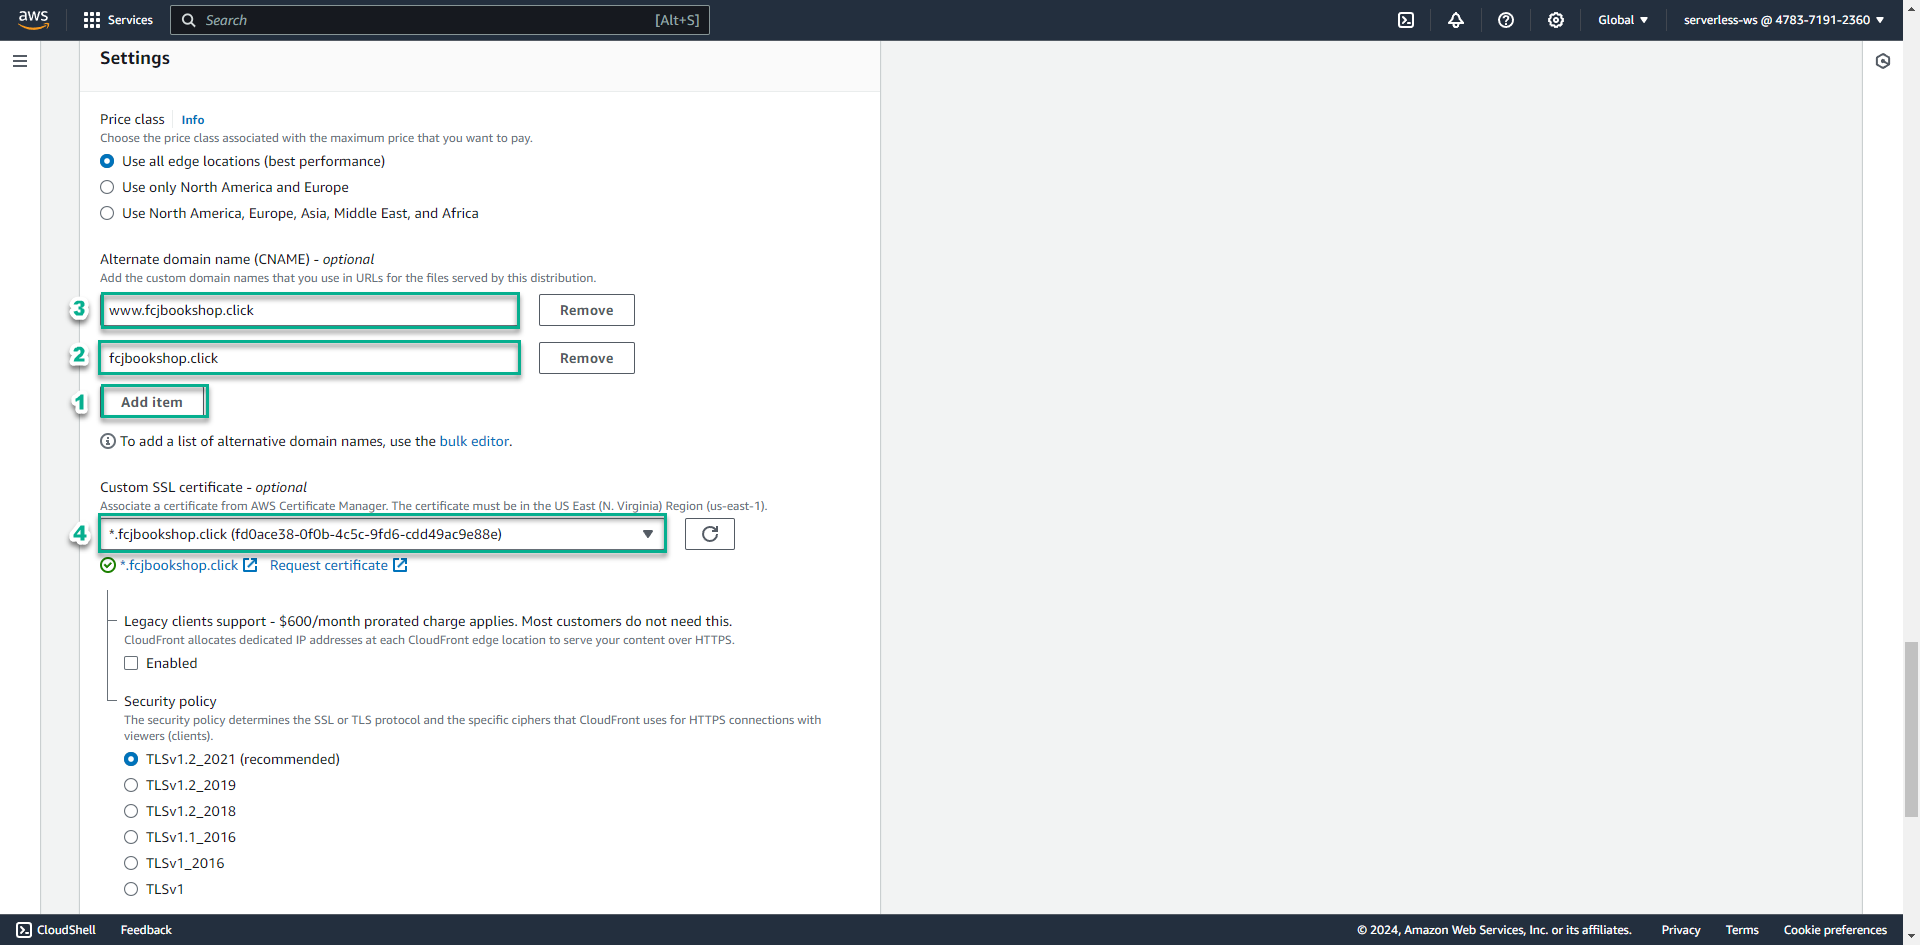 aws Services Search [Alt+S] Global serverless-ws @ 4783-7191-2360
Settings
Price class Info
Choose the price class associated with the maximum price that you want to pay.
Use all edge locations (best performance)
Use only North America and Europe
Use North America, Europe, Asia, Middle East, and Africa
Alternate domain name (CNAME) - optional
Add the custom domain names that you use in URLs for the files served by this distribution.
3 www.fcjbookshop.click Remove
2 fcjbookshop.click Remove
1 Add item
To add a list of alternative domain names, use the bulk editor.
Custom SSL certificate - optional
Associate a certificate from AWS Certificate Manager. The certificate must be in the US East (N. Virginia) Region (us-east-1).
4 *.fcjbookshop.click (fd0ace38-0f0b-4c5c-9fd6-cdd49ac9e88e)
*.fcjbookshop.click Request certificate
Legacy clients support - $600/month prorated charge applies. Most customers do not need this.
CloudFront allocates dedicated IP addresses at each CloudFront edge location to serve your content over HTTPS.
Enabled
Security policy
The security policy determines the SSL or TLS protocol and the specific ciphers that CloudFront uses for HTTPS connections with
viewers (clients).
TLSv1.2_2021 (recommended)
TLSv1.2_2019
TLSv1.2_2018
TLSv1.1_2016
TLSv1_2016
TLSv1
CloudShell Feedback © 2024, Amazon Web Services, Inc. or its affiliates. Privacy Terms Cookie preferences